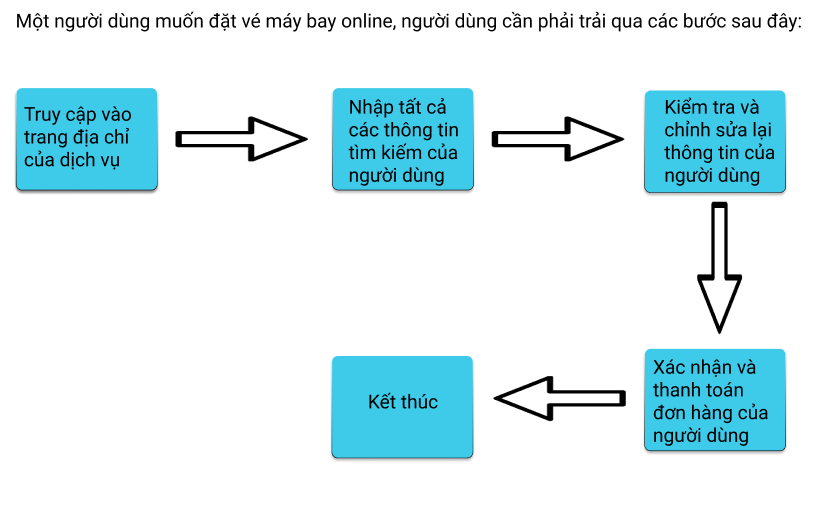 Một người dùng muốn đặt vé máy bay online, người dùng cần phải trải qua các bước sau đây:
Truy cập vào
trang địa chỉ
của dịch vụ
Nhập tất cả
các thông tin
tìm kiếm của
người dùng
Kiểm tra và
chỉnh sửa lại
thông tin của
người dùng
Xác nhận và
thanh toán
đơn hàng của
người dùng
Kết thúc